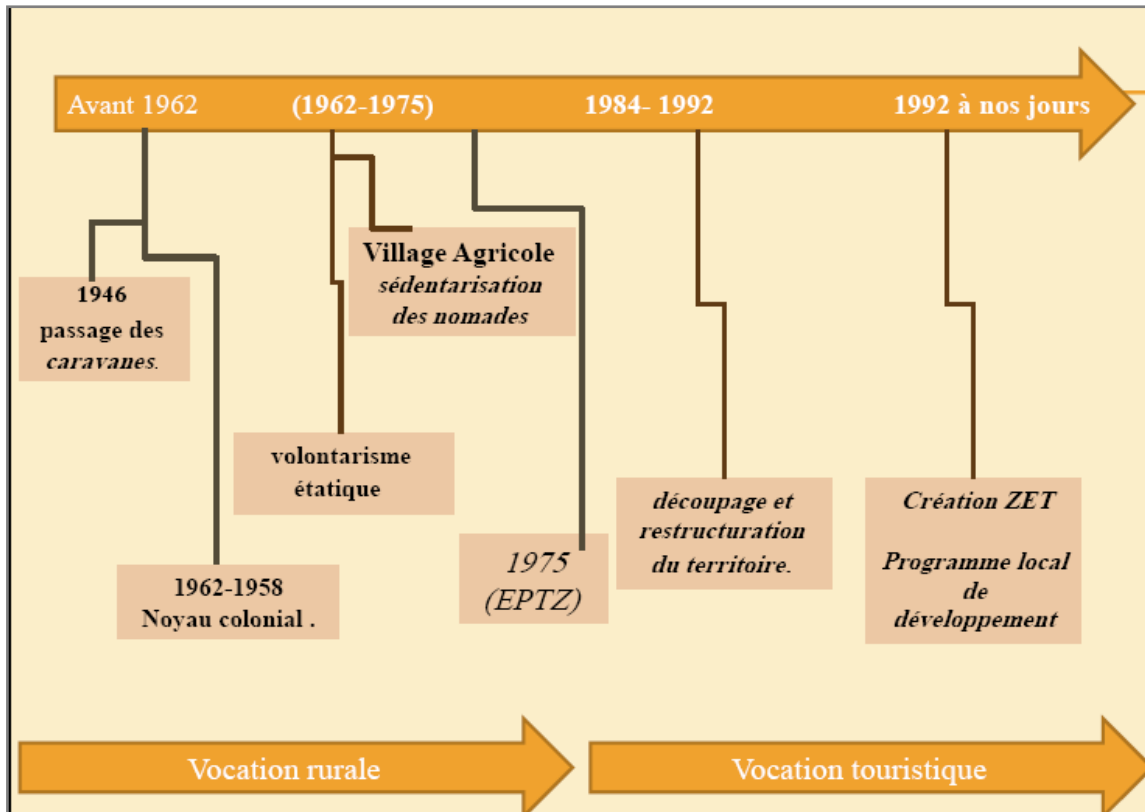 Avant 1962
(1962-1975)
1984- 1992
1992 à nos jours
1946
passage des
caravanes.
1962-1958
Noyau colonial .
Village Agricole
sédentarisation
des nomades
volontarisme
étatique
1975
(EPTZ)
découpage et
restructuration
du territoire.
Création ZET
Programme local
de
développement
Vocation rurale
Vocation touristique